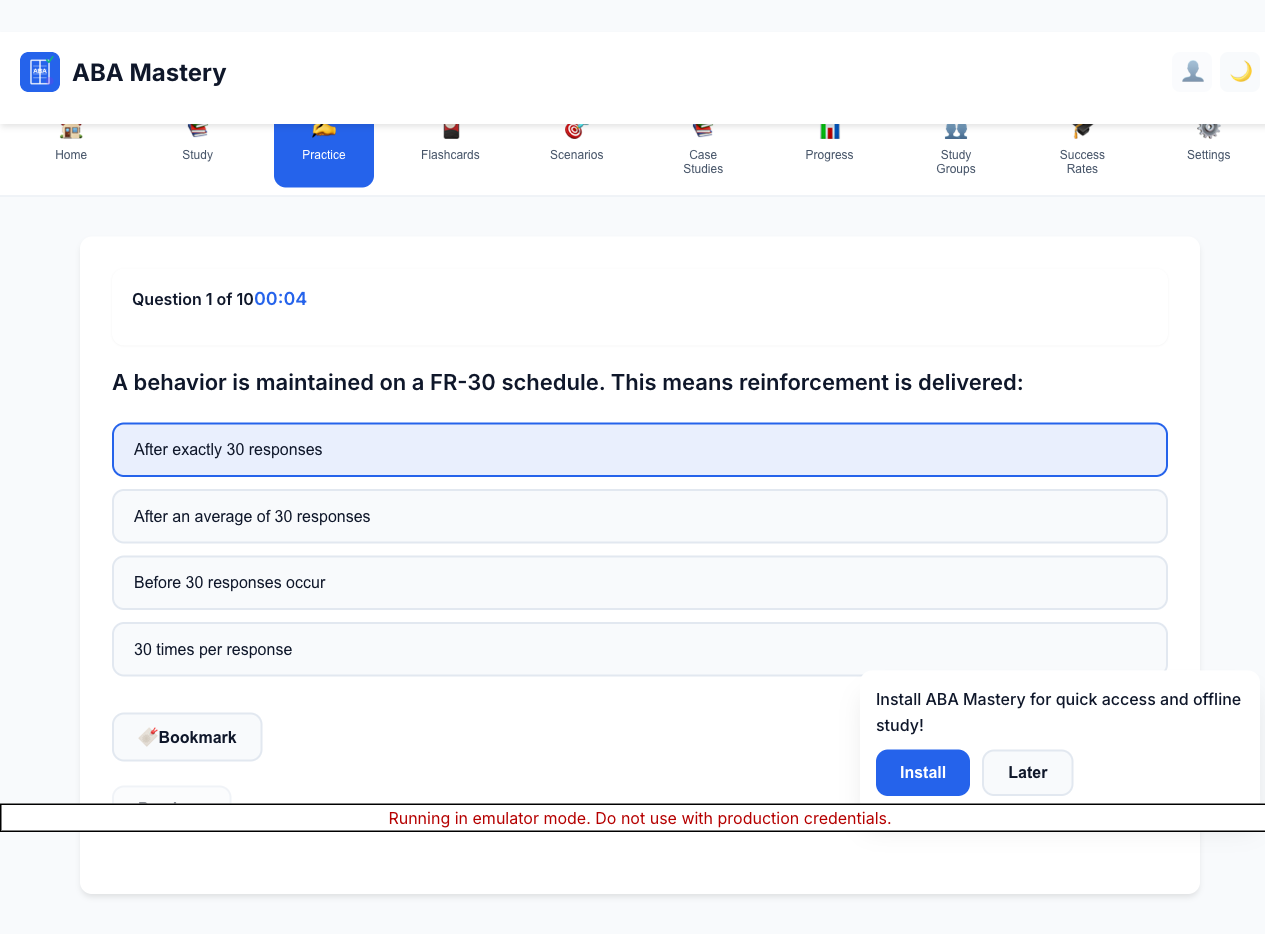 ABA
ABA Mastery
Home
Study
Practice
Flashcards
Scenarios
Case
Studies
Progress
Study
Groups
Success
Rates
Settings
Question 1 of 1000:04
A behavior is maintained on a FR-30 schedule. This means reinforcement is delivered:
After exactly 30 responses
After an average of 30 responses
Before 30 responses occur
30 times per response
Bookmark
Install ABA Mastery for quick access and offline
study!
Install
Later
Running in emulator mode. Do not use with production credentials.